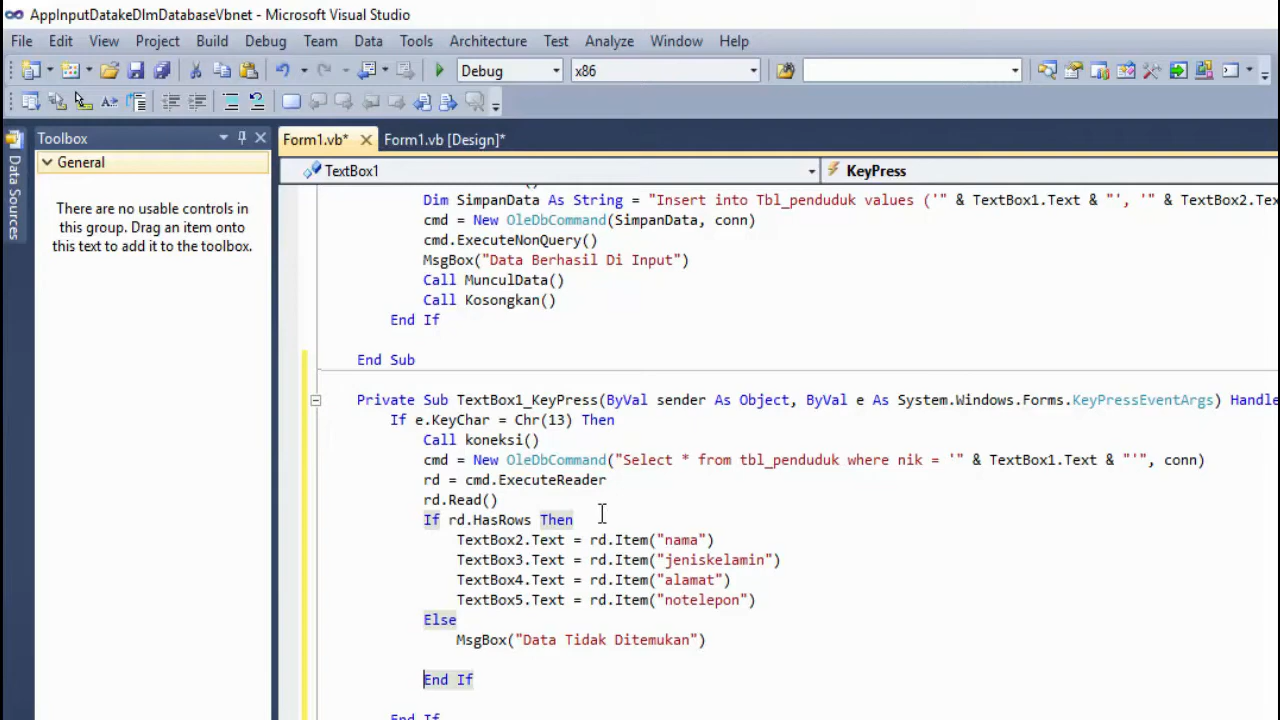 AppInputDatakeDlmDatabaseVbnet - Microsoft Visual Studio
File Edit View Project Build Debug Team Data Tools Architecture Test Analyze Window Help
Debug x86
Toolbox
Form1.vb* Form1.vb [Design]*
General
TextBox1 KeyPress
Data Sources
There are no usable controls in
this group. Drag an item onto
this text to add it to the toolbox.
Dim SimpanData As String = "Insert into Tbl_penduduk values ('" & TextBox1.Text & "', '" & TextBox2.Tex
cmd = New OleDbCommand(SimpanData, conn)
cmd.ExecuteNonQuery()
MsgBox("Data Berhasil Di Input")
Call MunculData()
Call Kosongkan()
End If
End Sub
Private Sub TextBox1_KeyPress(ByVal sender As Object, ByVal e As System.Windows.Forms.KeyPressEventArgs) Handle
If e.KeyChar = Chr(13) Then
Call koneksi()
cmd = New OleDbCommand("Select * from tbl_penduduk where nik = '" & TextBox1.Text & "'", conn)
rd = cmd.ExecuteReader
rd.Read()
If rd.HasRows Then
TextBox2.Text = rd.Item("nama")
TextBox3.Text = rd.Item("jeniskelamin")
TextBox4.Text = rd.Item("alamat")
TextBox5.Text = rd.Item("notelepon")
Else
MsgBox("Data Tidak Ditemukan")
End If
End If